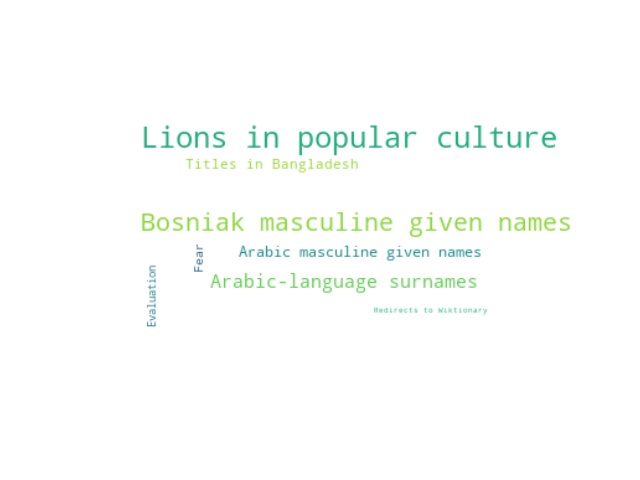 Lions in popular culture
Titles in Bangladesh
Bosniak masculine given names
Fear
Arabic masculine given names
Evaluation
Arabic-language surnames
Redirects to Wiktionary